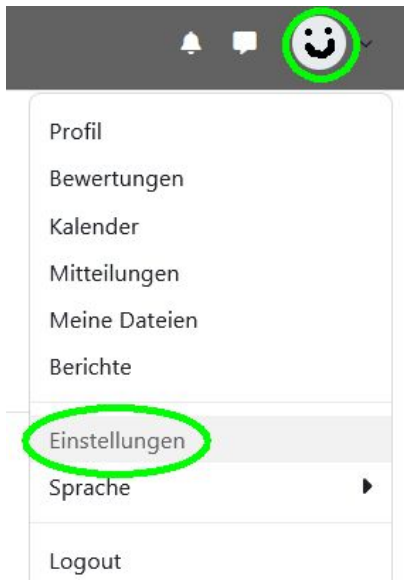 Profil
Bewertungen
Kalender
Mitteilungen
Meine Dateien
Berichte
Einstellungen
Sprache
Logout